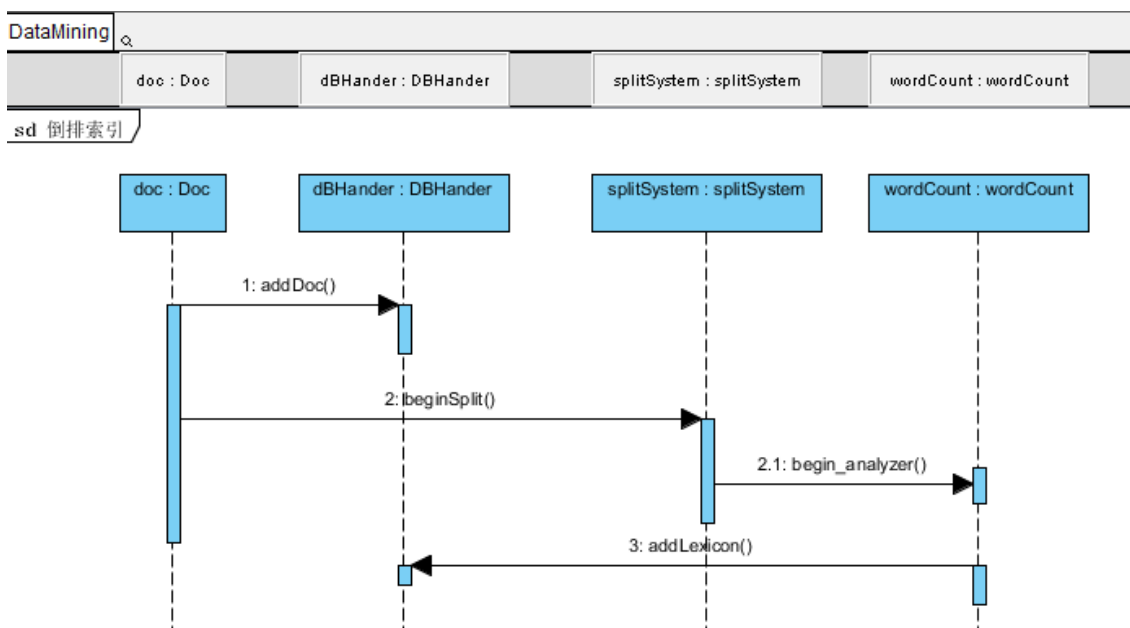 DataMining
doc : Doc
dBHander : DBHander
splitSystem : splitSystem
wordCount : wordCount
sd 倒排索引
doc : Doc
dBHander : DBHander
splitSystem : splitSystem
wordCount : wordCount
1: addDoc()
2: beginSplit()
2.1: begin_analyzer()
3: addLexicon()